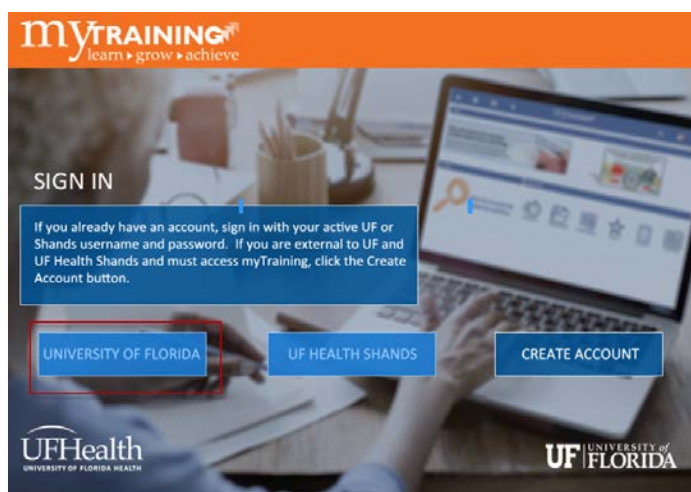 myTRAINING
learn ▸ grow ▸ achieve
SIGN IN
If you already have an account, sign in with your active UF or
Shands username and password.  If you are external to UF and
UF Health Shands and must access myTraining, click the Create
Account button.
UNIVERSITY OF FLORIDA
UF HEALTH SHANDS
CREATE ACCOUNT
UFHealth
UNIVERSITY OF FLORIDA HEALTH
UF UNIVERSITY of
FLORIDA